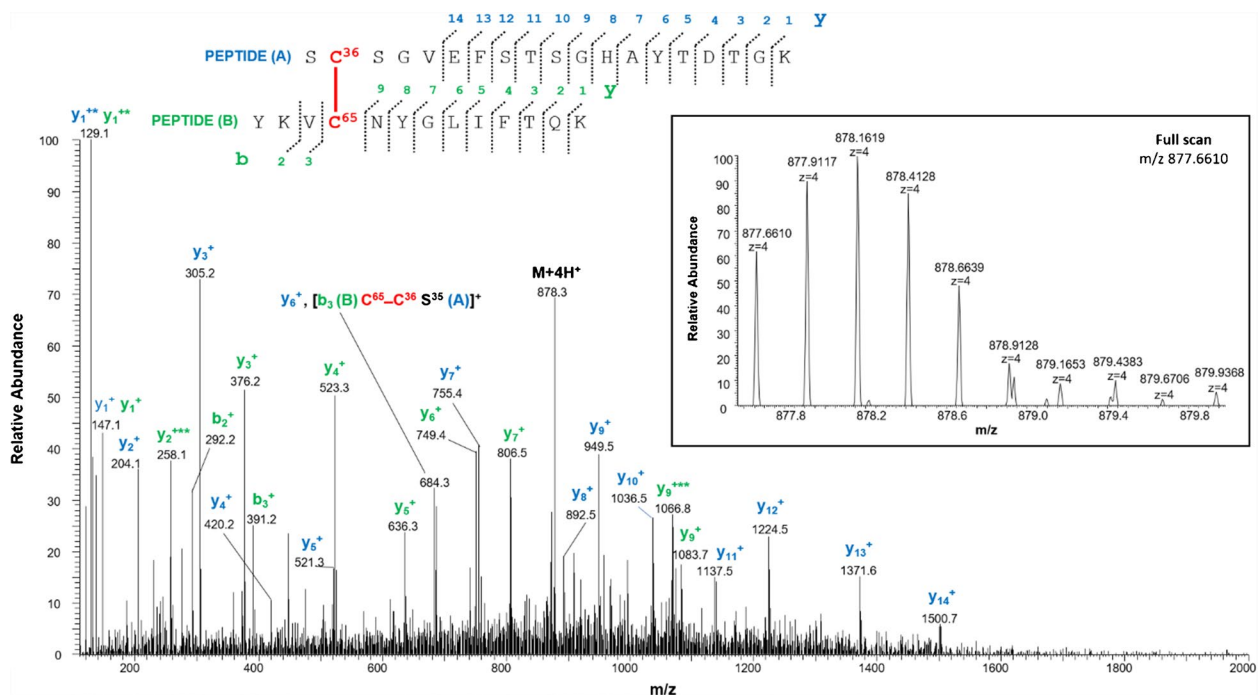 14 13 12 11 10 9 8 7 6 5 4 3 2 1 y
PEPTIDE (A) S C³⁶ S G V E F S T S G H A Y T D T G K
9 8 7 6 5 4 3 2 1 y
PEPTIDE (B) Y K V C⁶⁵ N Y G L I F T Q K
b 2 3
Relative Abundance
100
90
80
70
60
50
40
30
20
10
0
y₁⁺* y₁⁺*
129.1
y₁⁺ y₁⁺
147.1
y₂⁺
204.1
y₂⁺**
258.1
b₂⁺
292.2
y₃⁺
305.2
y₃⁺
376.2
b₃⁺
391.2
y₄⁺
420.2
y₅⁺
521.3
y₄⁺
523.3
y₅⁺
636.3
y₆⁺, [b₃ (B) C⁶⁵–C³⁶ S³⁵ (A)]⁺
684.3
y₆⁺
749.4
y₇⁺
755.4
y₇⁺
806.5
M+4H⁺
878.3
y₈⁺
892.5
y₉⁺
949.5
y₁₀⁺
1036.5
y₉⁺**
1066.8
y₉⁺
1083.7
y₁₁⁺
1137.5
y₁₂⁺
1224.5
y₁₃⁺
1371.6
y₁₄⁺
1500.7
200 400 600 800 1000 1200 1400 1600 1800 2000
m/z
Full scan
m/z 877.6610
Relative Abundance
100
90
80
70
60
50
40
30
20
10
0
877.6610
z=4
877.9117
z=4
878.1619
z=4
878.4128
z=4
878.6639
z=4
878.9128
z=4
879.1653
z=4
879.4383
z=4
879.6706
z=4
879.9368
z=4
877.8 878.2 878.6 879.0 879.4 879.8
m/z